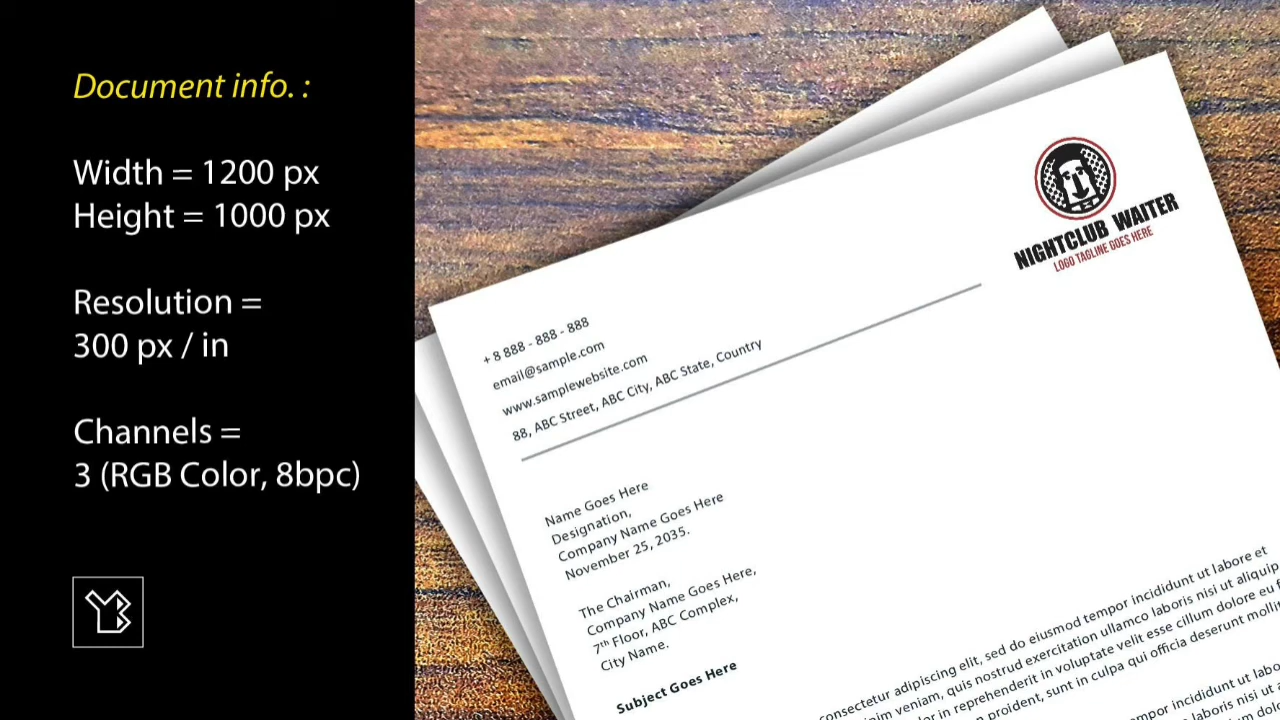 Document info. :
Width = 1200 px
Height = 1000 px
Resolution =
300 px / in
Channels =
3 (RGB Color, 8bpc)
NIGHTCLUB WAITER
LOGO TAGLINE GOES HERE
+ 8 888 - 888 - 888
email@sample.com
www.samplewebsite.com
88, ABC Street, ABC City, ABC State, Country
Name Goes Here
Designation,
Company Name Goes Here
November 25, 2035.
The Chairman,
Company Name Goes Here,
7th Floor, ABC Complex,
City Name.
Subject Goes Here
consectetur adipiscing elit, sed do eiusmod tempor incididunt ut labore et
veniam, quis nostrud exercitation ullamco laboris nisi ut aliquip
in reprehenderit in voluptate velit esse cillum dolore eu
proident, sunt in culpa qui officia deserunt
incididunt ut
laboris nisi ut